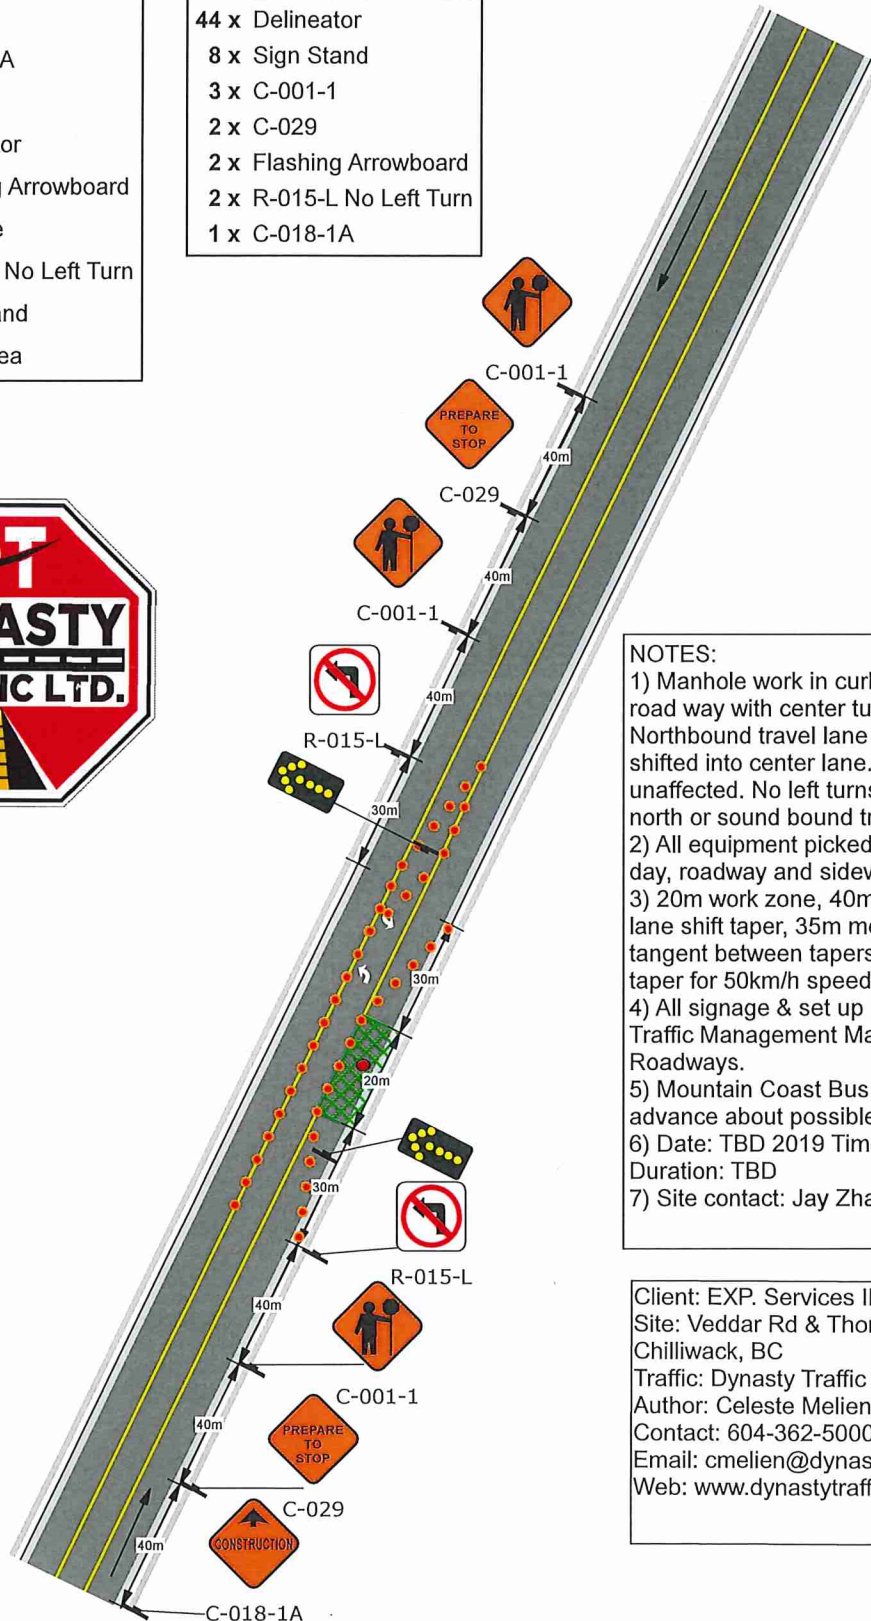 A
or
Arrowboard
No Left Turn
and
ea
44 x Delineator
8 x Sign Stand
3 x C-001-1
2 x C-029
2 x Flashing Arrowboard
2 x R-015-L No Left Turn
1 x C-018-1A
T
ASTY
IC LTD.
C-001-1
40m
PREPARE
TO
STOP
C-029
40m
C-001-1
40m
R-015-L
30m
30m
20m
30m
R-015-L
40m
C-001-1
40m
PREPARE
TO
STOP
C-029
40m
CONSTRUCTION
C-018-1A
NOTES:
1) Manhole work in curl
road way with center tu
Northbound travel lane
shifted into center lane.
unaffected. No left turns
north or sound bound tr
2) All equipment picked
day, roadway and sidew
3) 20m work zone, 40m
lane shift taper, 35m me
tangent between tapers
taper for 50km/h speed
4) All signage & set up
Traffic Management Ma
Roadways.
5) Mountain Coast Bus
advance about possible
6) Date: TBD 2019 Tim
Duration: TBD
7) Site contact: Jay Zha
Client: EXP. Services I
Site: Veddar Rd & Thor
Chilliwack, BC
Traffic: Dynasty Traffic
Author: Celeste Melien
Contact: 604-362-5000
Email: cmelien@dynas
Web: www.dynastytraff